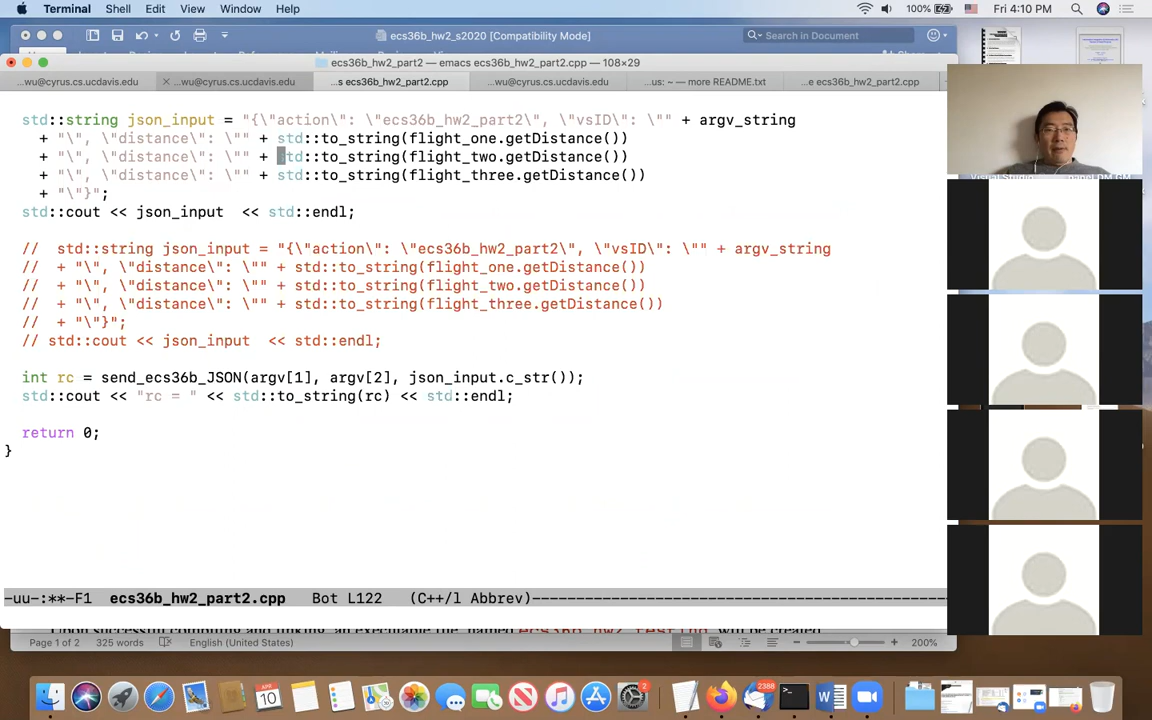 Terminal Shell Edit View Window Help 100% Fri 4:10 PM
ecs36b_hw2_s2020 [Compatibility Mode] Search in Document
ecs36b_hw2_part2 — emacs ecs36b_hw2_part2.cpp — 108×29
...wu@cyrus.cs.ucdavis.edu ...wu@cyrus.cs.ucdavis.edu ...s ecs36b_hw2_part2.cpp ...wu@cyrus.cs.ucdavis.edu ...us: ~ — more README.txt ...e ecs36b_hw2_part2.cpp
std::string json_input = "{\"action\": \"ecs36b_hw2_part2\", \"vsID\": \"" + argv_string
+ "\", \"distance\": \"" + std::to_string(flight_one.getDistance())
+ "\", \"distance\": \"" + std::to_string(flight_two.getDistance())
+ "\", \"distance\": \"" + std::to_string(flight_three.getDistance())
+ "\"}";
std::cout << json_input  << std::endl;
//  std::string json_input = "{\"action\": \"ecs36b_hw2_part2\", \"vsID\": \"" + argv_string
//  + "\", \"distance\": \"" + std::to_string(flight_one.getDistance())
//  + "\", \"distance\": \"" + std::to_string(flight_two.getDistance())
//  + "\", \"distance\": \"" + std::to_string(flight_three.getDistance())
//  + "\"}";
// std::cout << json_input  << std::endl;
int rc = send_ecs36b_JSON(argv[1], argv[2], json_input.c_str());
std::cout << "rc = " << std::to_string(rc) << std::endl;
return 0;
}
-uu-:**-F1  ecs36b_hw2_part2.cpp   Bot L122   (C++/l Abbrev)
Page 1 of 2 325 words English (United States) 200%
APR
10
2388
2